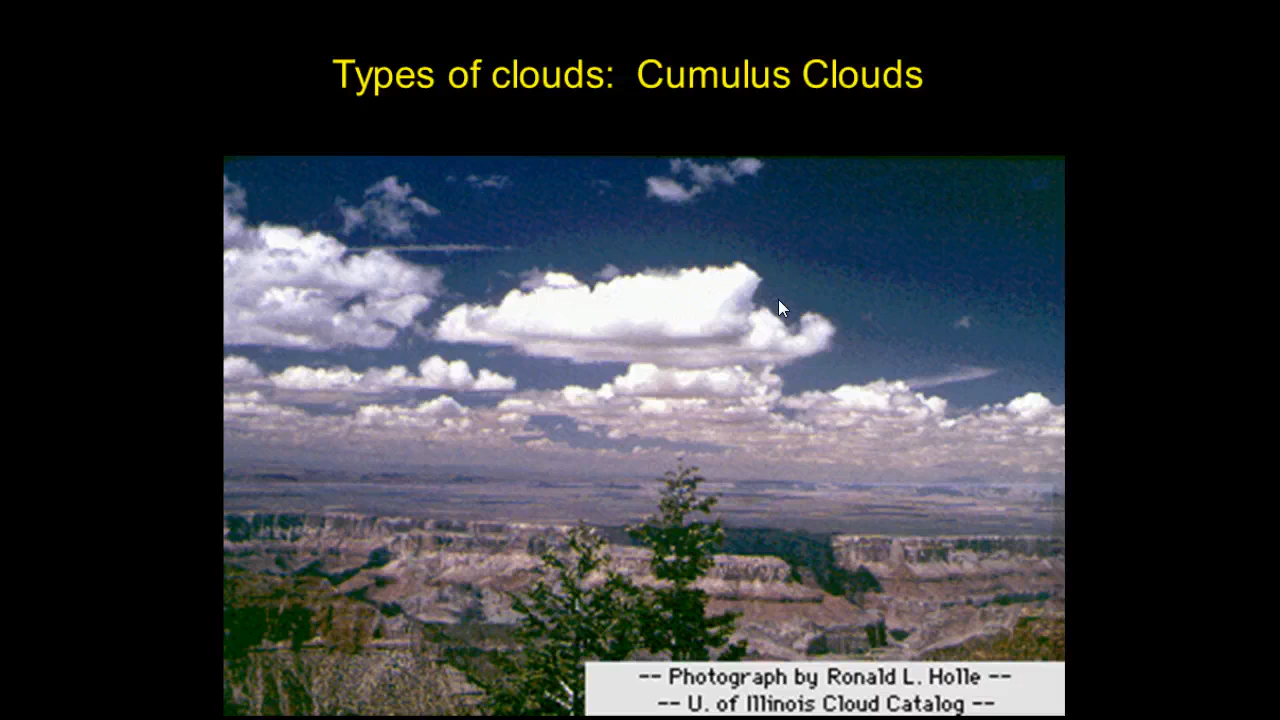 Types of clouds:  Cumulus Clouds
-- Photograph by Ronald L. Holle --
-- U. of Illinois Cloud Catalog --